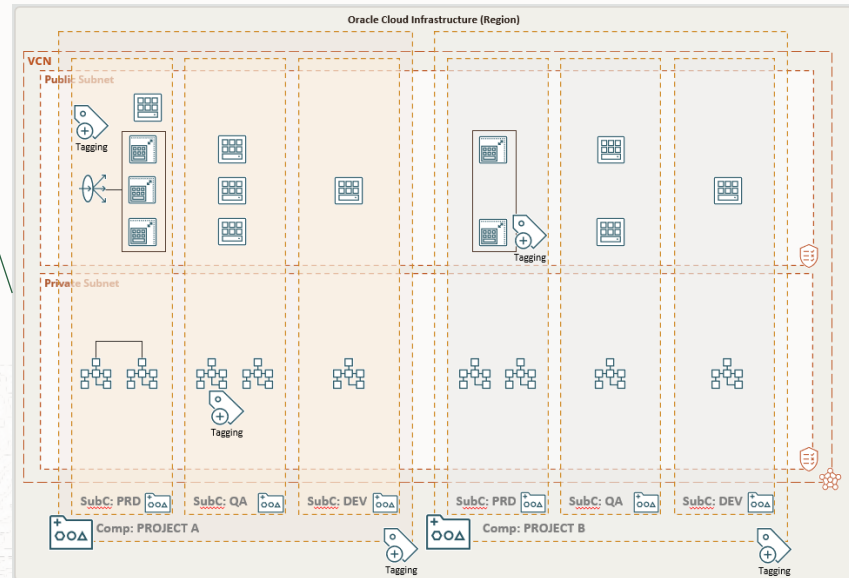 Oracle Cloud Infrastructure (Region)
VCN
Public Subnet
Tagging
Tagging
Private Subnet
Tagging
SubC: PRD
SubC: QA
SubC: DEV
SubC: PRD
SubC: QA
SubC: DEV
Comp: PROJECT A
Comp: PROJECT B
Tagging
Tagging